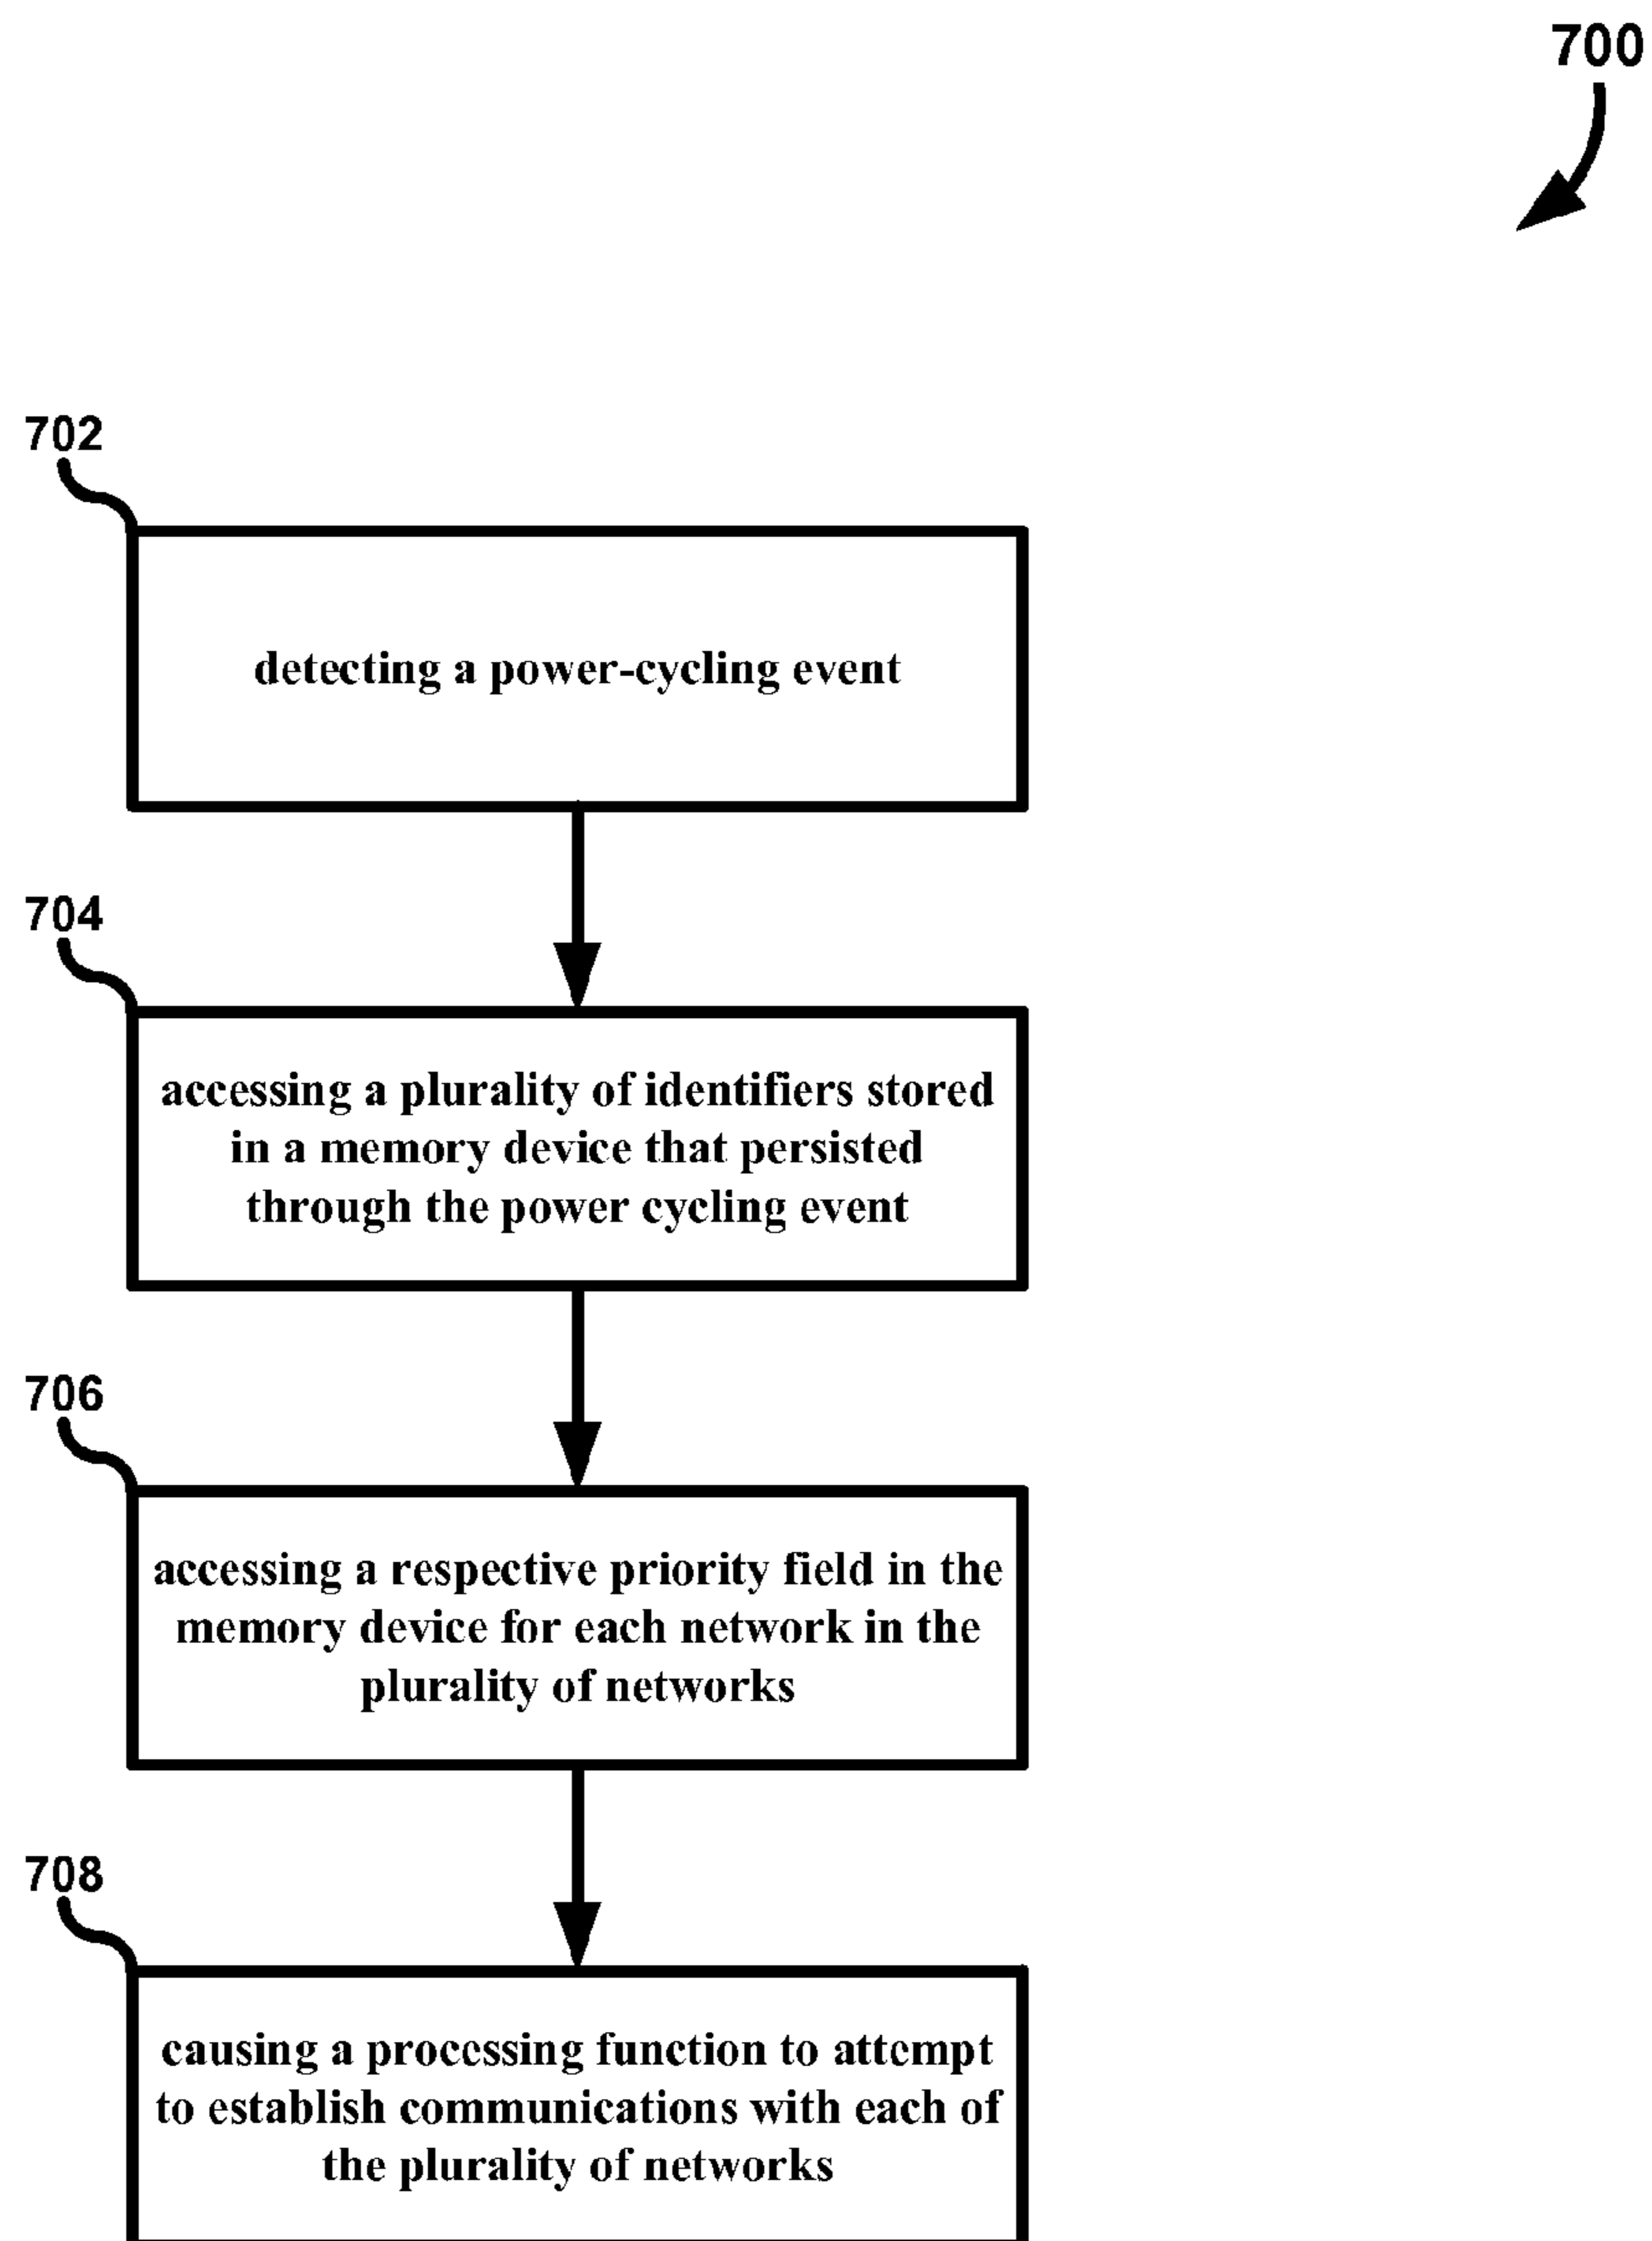 700
702
detecting a power-cycling event
704
accessing a plurality of identifiers stored
in a memory device that persisted
through the power cycling event
706
accessing a respective priority field in the
memory device for each network in the
plurality of networks
708
causing a processing function to attempt
to establish communications with each of
the plurality of networks